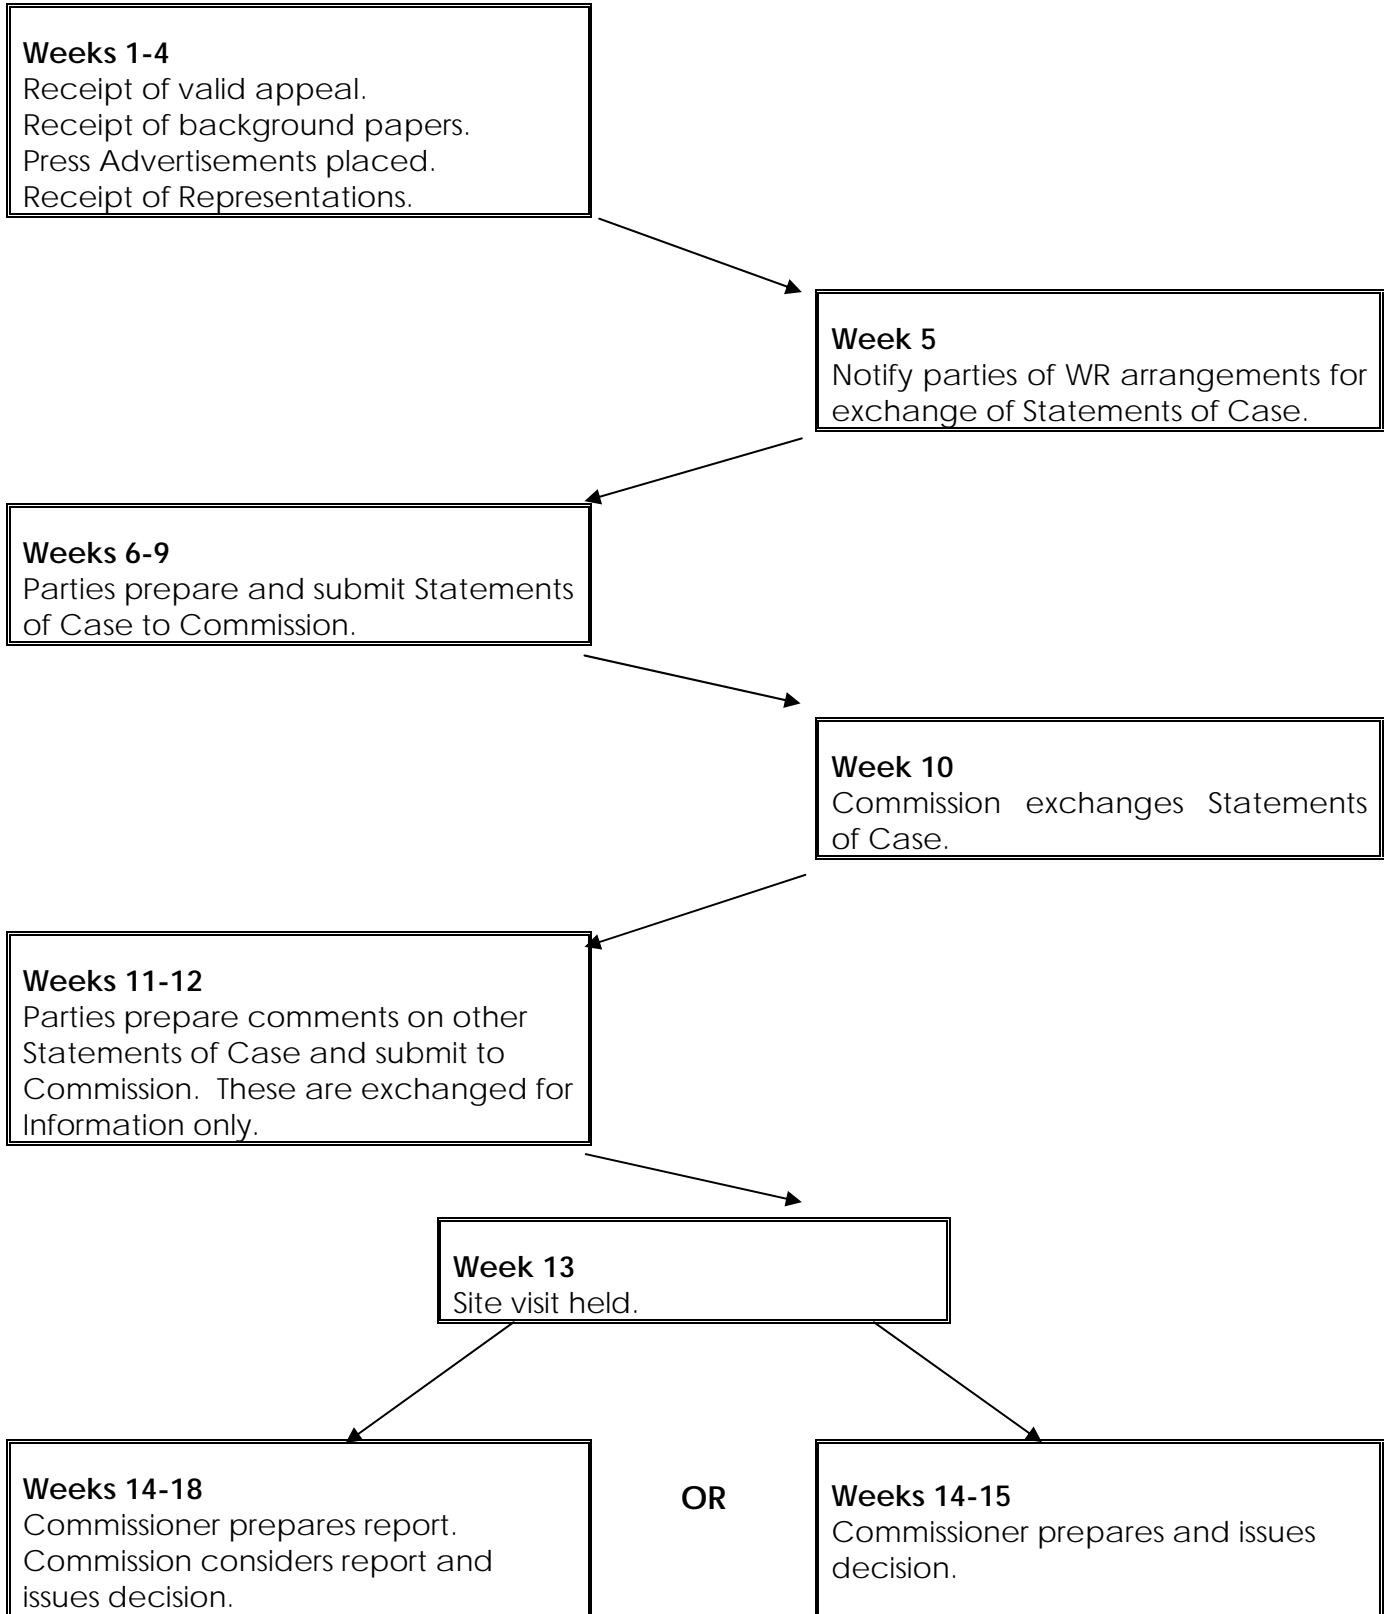 Weeks 1-4
Receipt of valid appeal.
Receipt of background papers.
Press Advertisements placed.
Receipt of Representations.
Week 5
Notify parties of WR arrangements for
exchange of Statements of Case.
Weeks 6-9
Parties prepare and submit Statements
of Case to Commission.
Week 10
Commission exchanges Statements
of Case.
Weeks 11-12
Parties prepare comments on other
Statements of Case and submit to
Commission.  These are exchanged for
Information only.
Week 13
Site visit held.
Weeks 14-18
Commissioner prepares report.
Commission considers report and
issues decision.
OR
Weeks 14-15
Commissioner prepares and issues
decision.